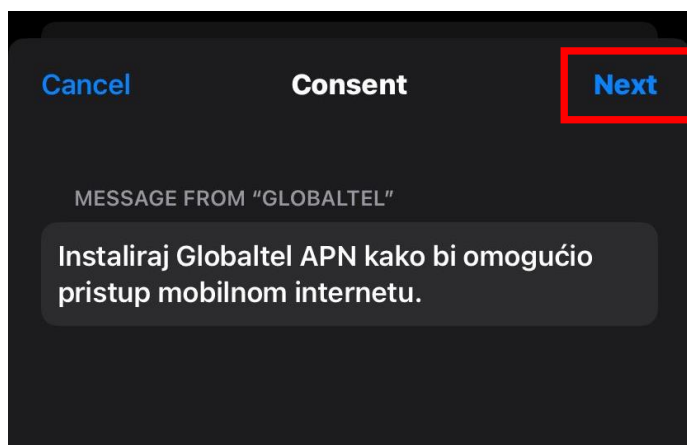 Cancel Consent Next
MESSAGE FROM “GLOBALTEL”
Instaliraj Globaltel APN kako bi omogućio
pristup mobilnom internetu.